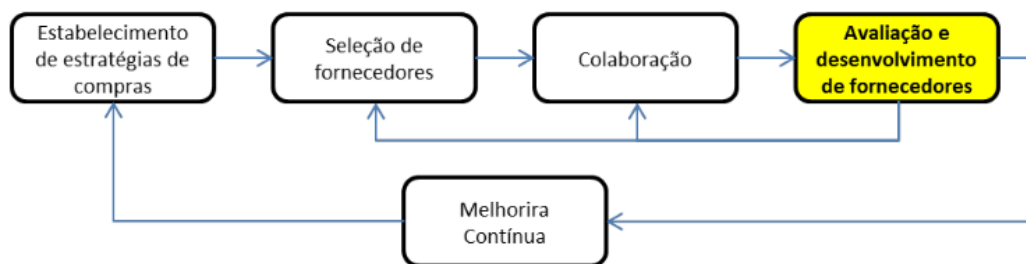 Estabelecimento
de estratégias de
compras
Seleção de
fornecedores
Colaboração
Avaliação e
desenvolvimento
de fornecedores
Melhorira
Contínua